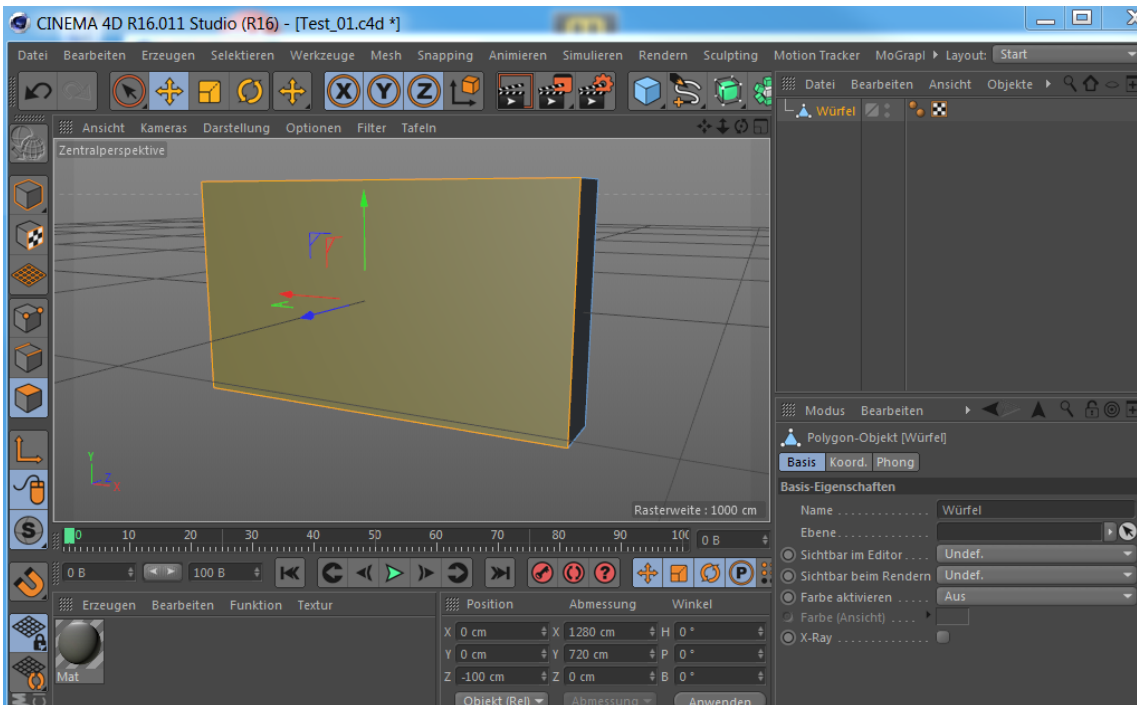 CINEMA 4D R16.011 Studio (R16) - [Test_01.c4d *]
Datei Bearbeiten Erzeugen Selektieren Werkzeuge Mesh Snapping Animieren Simulieren Rendern Sculpting Motion Tracker MoGrapl Layout: Start
X Y Z
Datei Bearbeiten Ansicht Objekte
Würfel
Ansicht Kameras Darstellung Optionen Filter Tafeln
Zentralperspektive
Y
Z
X
Rasterweite : 1000 cm
Modus Bearbeiten
Polygon-Objekt [Würfel]
Basis Koord. Phong
Basis-Eigenschaften
Name Würfel
Ebene
Sichtbar im Editor Undef.
Sichtbar beim Rendern Undef.
Farbe aktivieren Aus
Farbe (Ansicht)
X-Ray
S
0 10 20 30 40 50 60 70 80 90 10( 0 B
0 B 100 B ? P
Erzeugen Bearbeiten Funktion Textur
Mat
Position Abmessung Winkel
X 0 cm X 1280 cm H 0 °
Y 0 cm Y 720 cm P 0 °
Z -100 cm Z 0 cm B 0 °
Objekt (Rel) Abmessung Anwenden